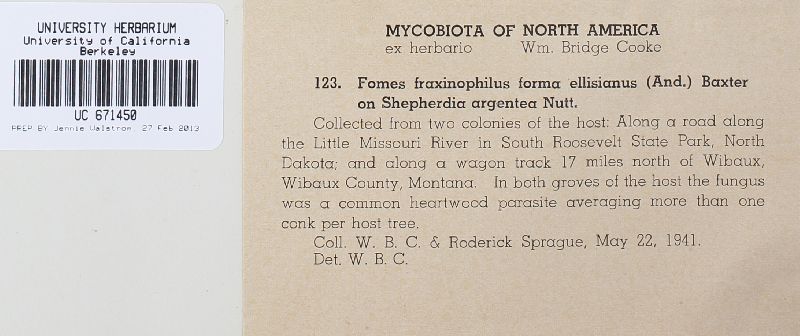 UNIVERSITY HERBARIUM
University of California
Berkeley
UC 671450
PREP BY Jennie Walstrom 27 Feb 2013
MYCOBIOTA OF NORTH AMERICA
ex herbario Wm. Bridge Cooke
123. Fomes fraxinophilus forma ellisianus (And.) Baxter
on Shepherdia argentea Nutt.
Collected from two colonies of the host: Along a road along
the Little Missouri River in South Roosevelt State Park, North
Dakota; and along a wagon track 17 miles north of Wibaux,
Wibaux County, Montana. In both groves of the host the fungus
was a common heartwood parasite averaging more than one
conk per host tree.
Coll. W. B. C. & Roderick Sprague, May 22, 1941.
Det. W. B. C.